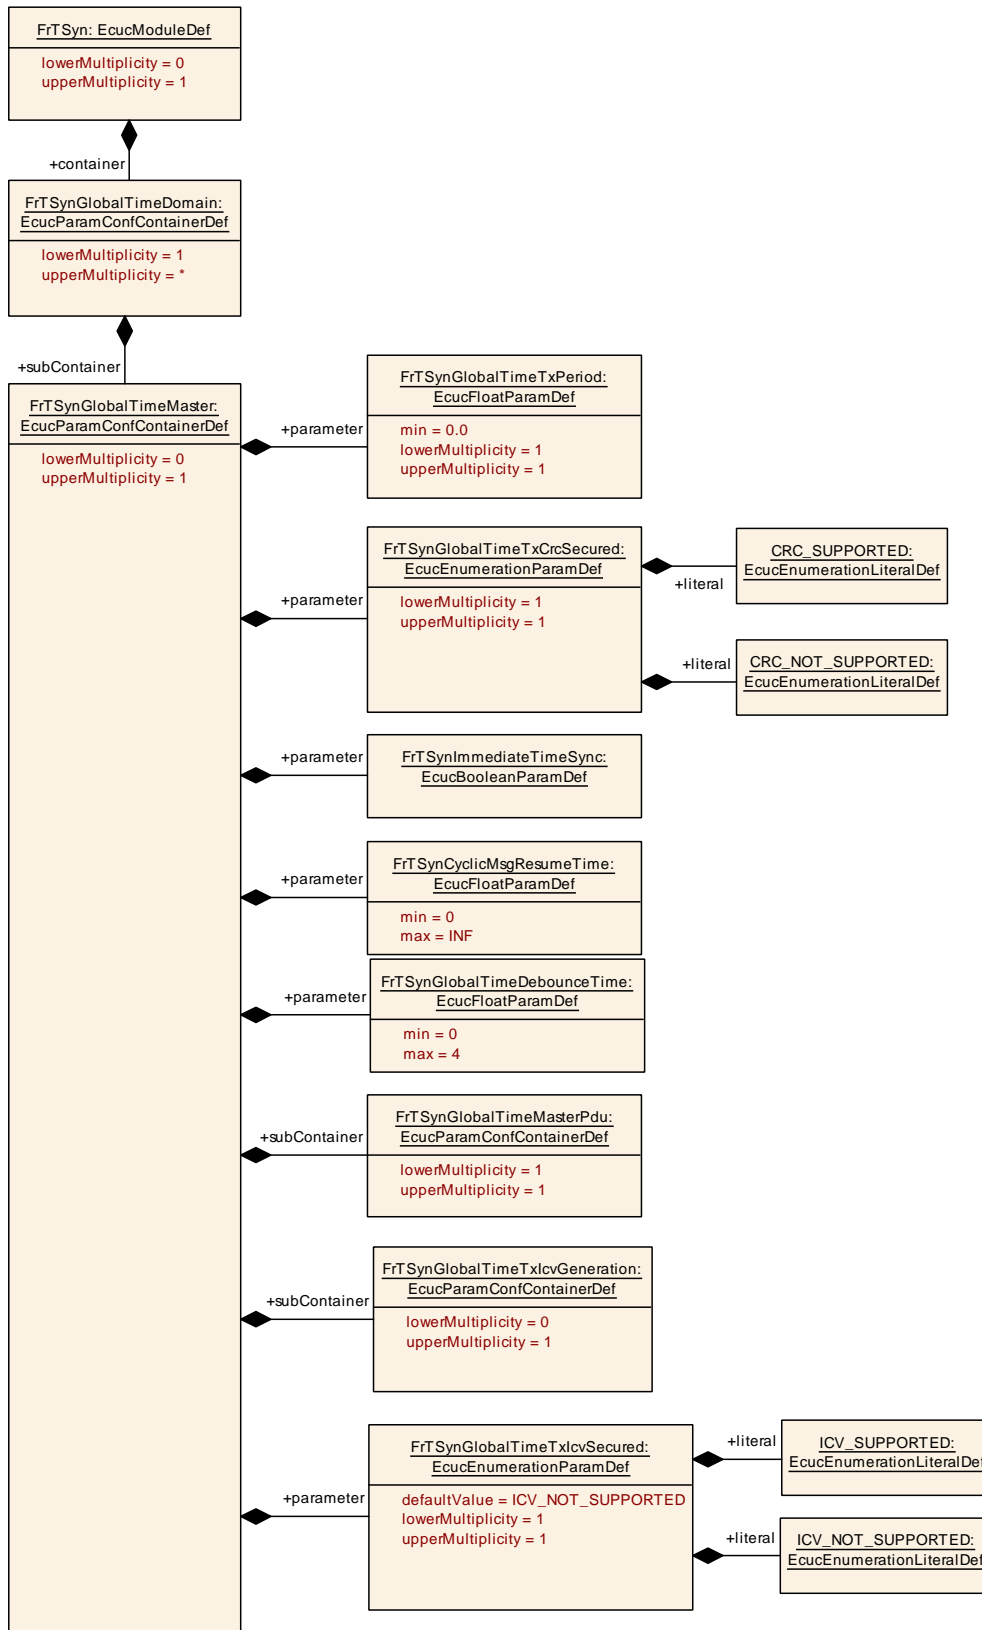 FrTSyn: EcucModuleDef
lowerMultiplicity = 0
upperMultiplicity = 1
+container
FrTSynGlobalTimeDomain:
EcucParamConfContainerDef
lowerMultiplicity = 1
upperMultiplicity = *
+subContainer
FrTSynGlobalTimeMaster:
EcucParamConfContainerDef
lowerMultiplicity = 0
upperMultiplicity = 1
+parameter
FrTSynGlobalTimeTxPeriod:
EcucFloatParamDef
min = 0.0
lowerMultiplicity = 1
upperMultiplicity = 1
+parameter
FrTSynGlobalTimeTxCrcSecured:
EcucEnumerationParamDef
lowerMultiplicity = 1
upperMultiplicity = 1
+literal
CRC_SUPPORTED:
EcucEnumerationLiteralDef
+literal
CRC_NOT_SUPPORTED:
EcucEnumerationLiteralDef
+parameter
FrTSynImmediateTimeSync:
EcucBooleanParamDef
+parameter
FrTSynCyclicMsgResumeTime:
EcucFloatParamDef
min = 0
max = INF
+parameter
FrTSynGlobalTimeDebounceTime:
EcucFloatParamDef
min = 0
max = 4
+subContainer
FrTSynGlobalTimeMasterPdu:
EcucParamConfContainerDef
lowerMultiplicity = 1
upperMultiplicity = 1
+subContainer
FrTSynGlobalTimeTxIcvGeneration:
EcucParamConfContainerDef
lowerMultiplicity = 0
upperMultiplicity = 1
+parameter
FrTSynGlobalTimeTxIcvSecured:
EcucEnumerationParamDef
defaultValue = ICV_NOT_SUPPORTED
lowerMultiplicity = 1
upperMultiplicity = 1
+literal
ICV_SUPPORTED:
EcucEnumerationLiteralDef
+literal
ICV_NOT_SUPPORTED:
EcucEnumerationLiteralDef